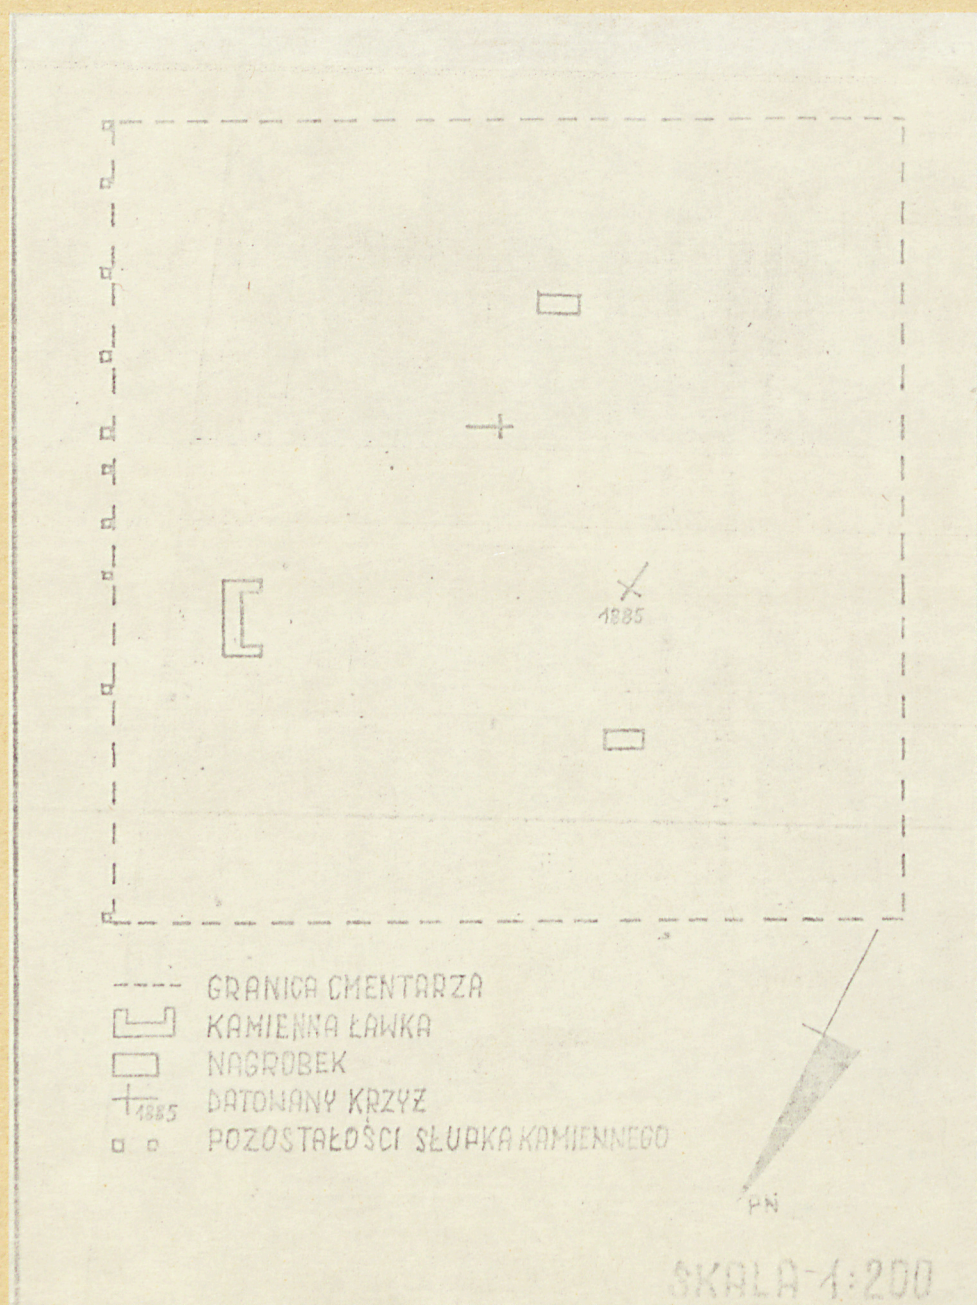 1885
GRANICA CMENTARZA
KAMIENNA ŁAWKA
NAGROBEK
1885 DATOWANY KRZYŻ
POZOSTAŁOŚCI SŁUPKA KAMIENNEGO
PN
SKALA-1:200